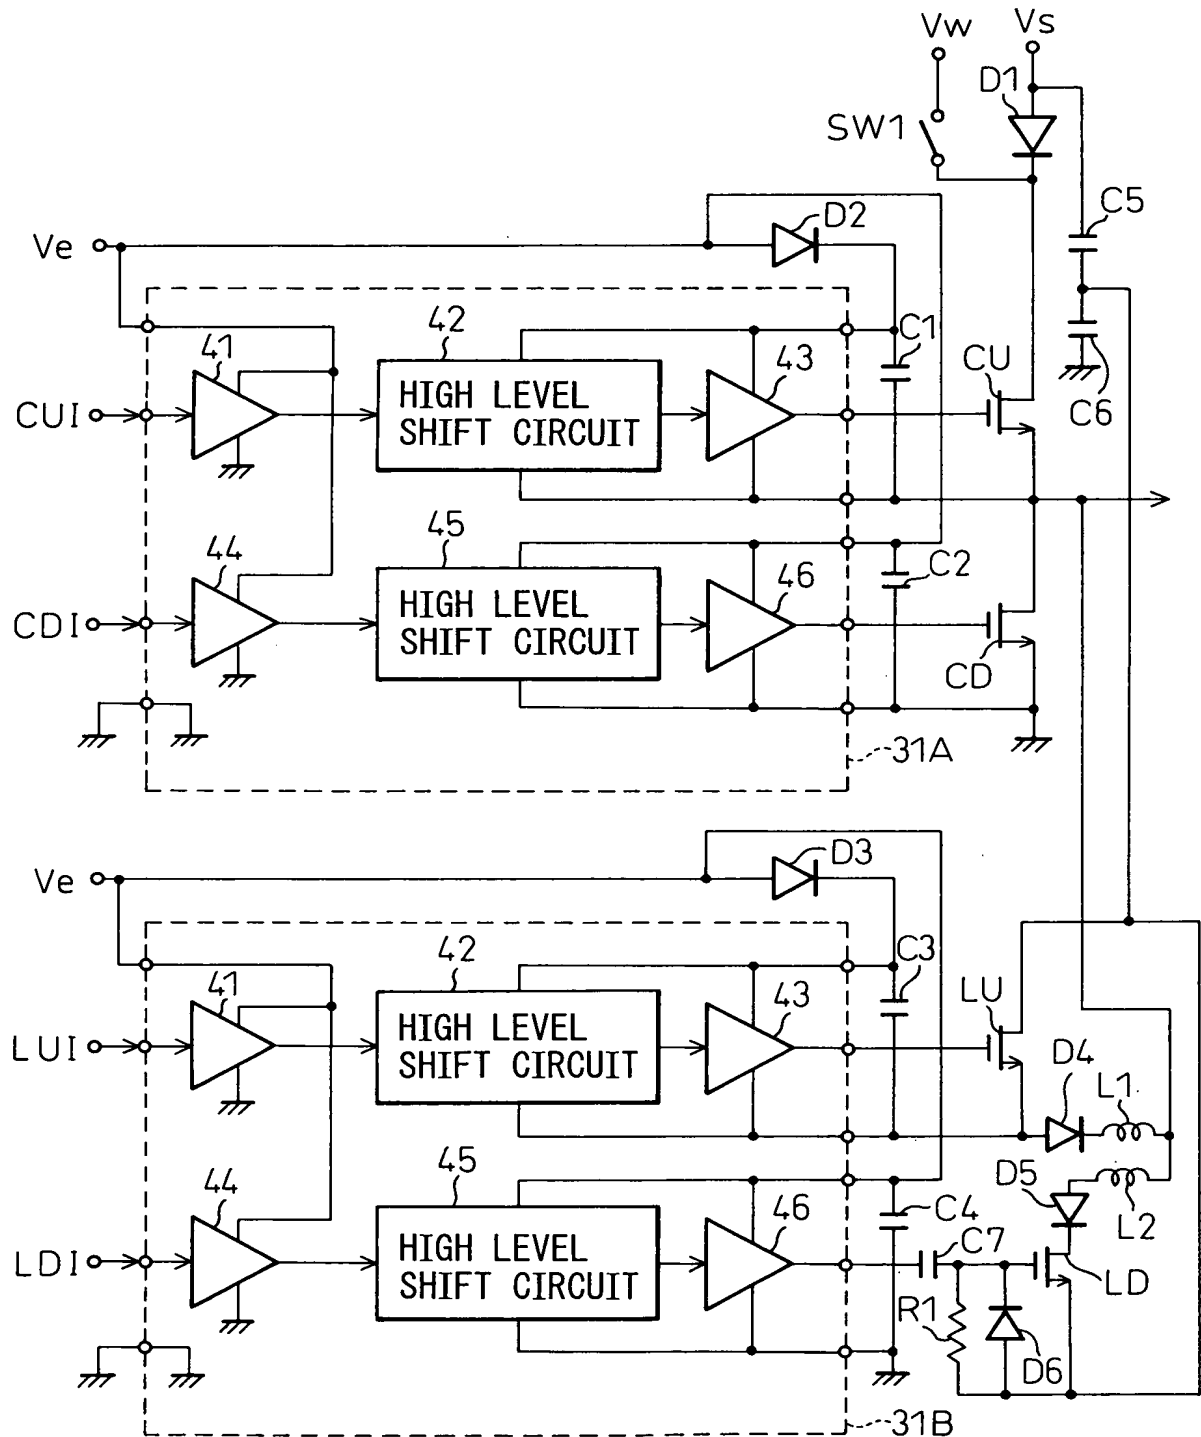 Vw
Vs
D1
SW1
C5
D2
Ve
42
C1
41
43
CU
C6
CUI
HIGH LEVEL
SHIFT CIRCUIT
45
44
46
C2
CDI
HIGH LEVEL
SHIFT CIRCUIT
CD
31A
D3
Ve
42
C3
41
43
LU
LUI
HIGH LEVEL
SHIFT CIRCUIT
D4
L1
45
44
46
D5
C4
L2
C7
LDI
HIGH LEVEL
SHIFT CIRCUIT
LD
R1
D6
31B